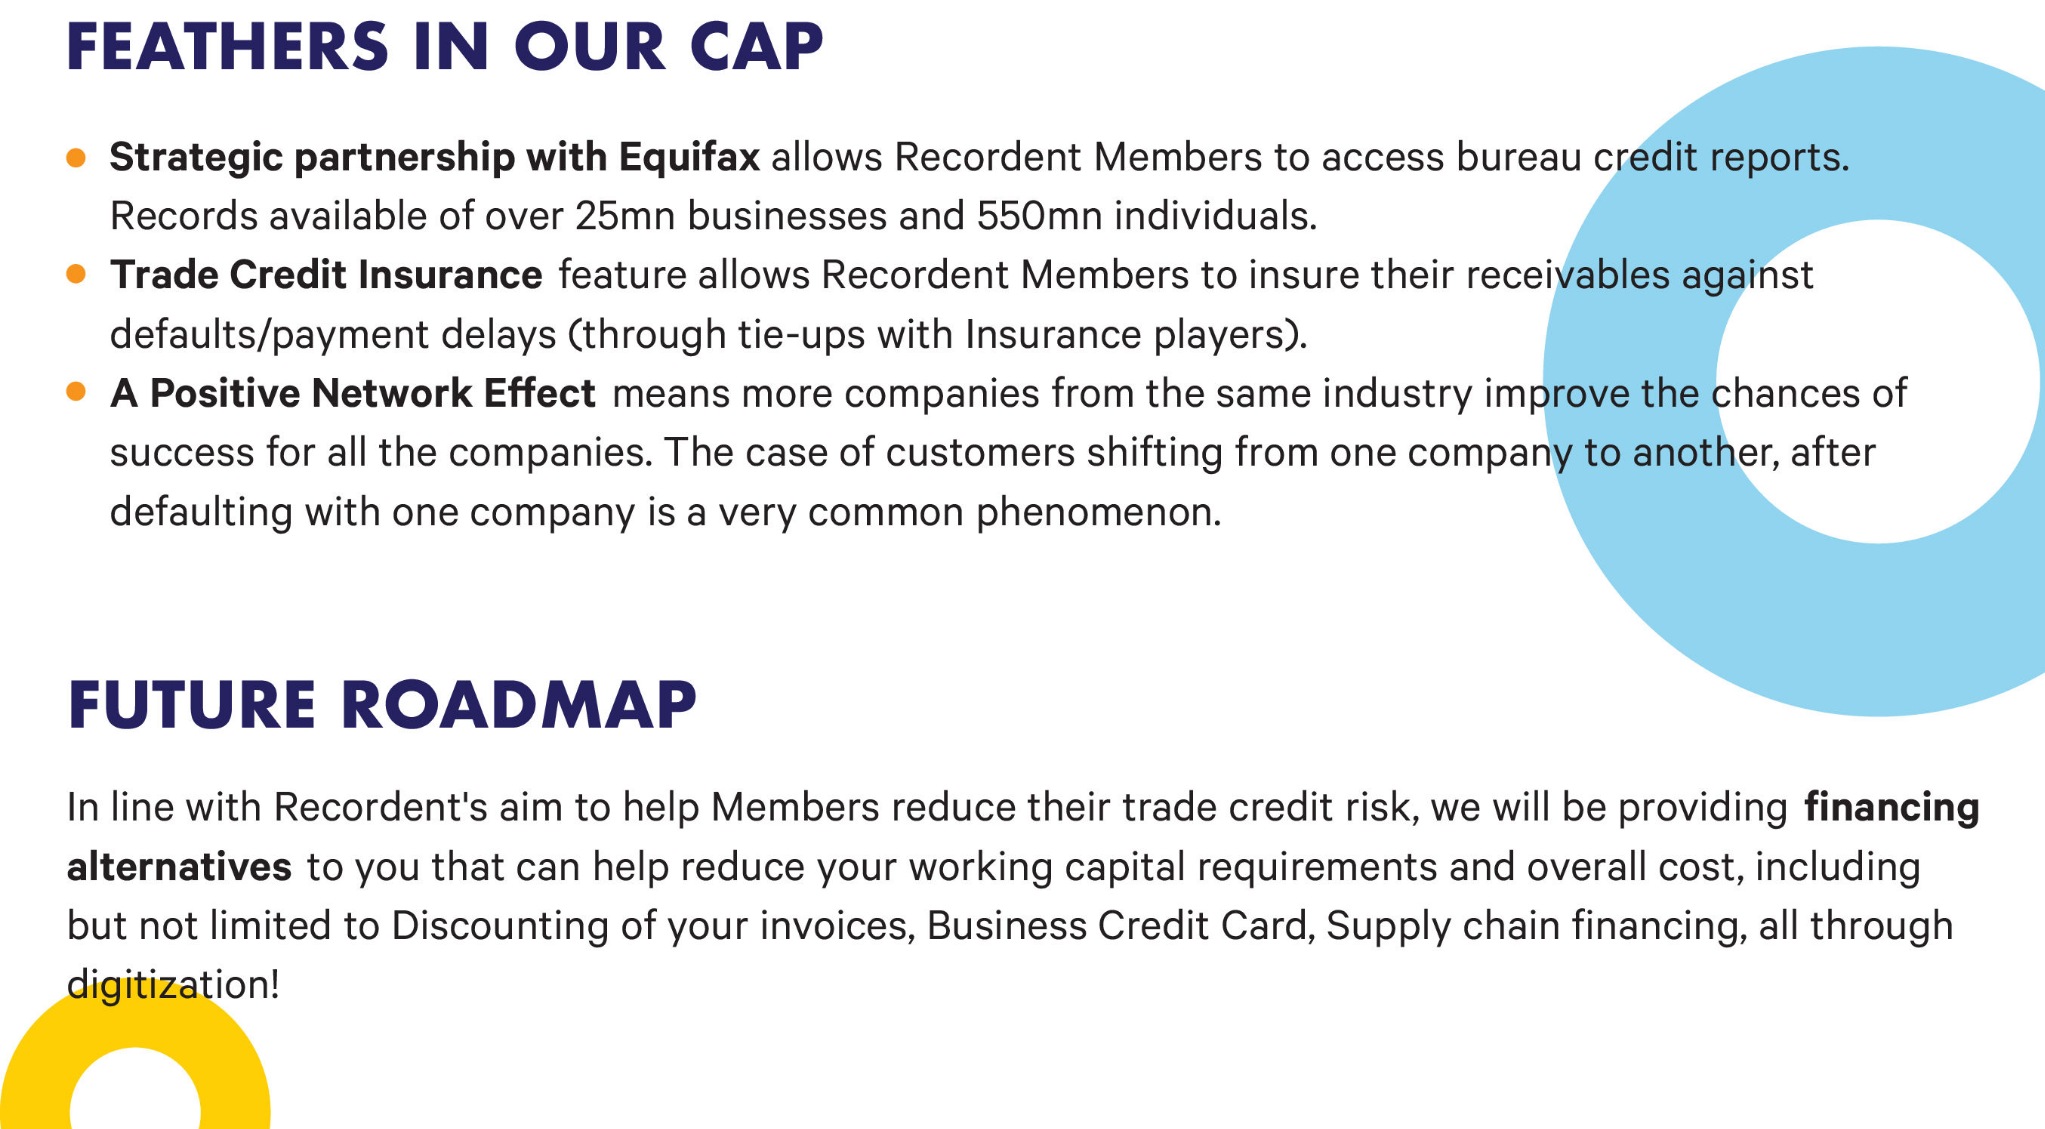 FEATHERS IN OUR CAP
Strategic partnership with Equifax allows Recordent Members to access bureau credit reports.
Records available of over 25mn businesses and 550mn individuals.
Trade Credit Insurance feature allows Recordent Members to insure their receivables against
defaults/payment delays (through tie-ups with Insurance players).
A Positive Network Effect means more companies from the same industry improve the chances of
success for all the companies. The case of customers shifting from one company to another, after
defaulting with one company is a very common phenomenon.
FUTURE ROADMAP
In line with Recordent's aim to help Members reduce their trade credit risk, we will be providing financing
alternatives to you that can help reduce your working capital requirements and overall cost, including
but not limited to Discounting of your invoices, Business Credit Card, Supply chain financing, all through
digitization!